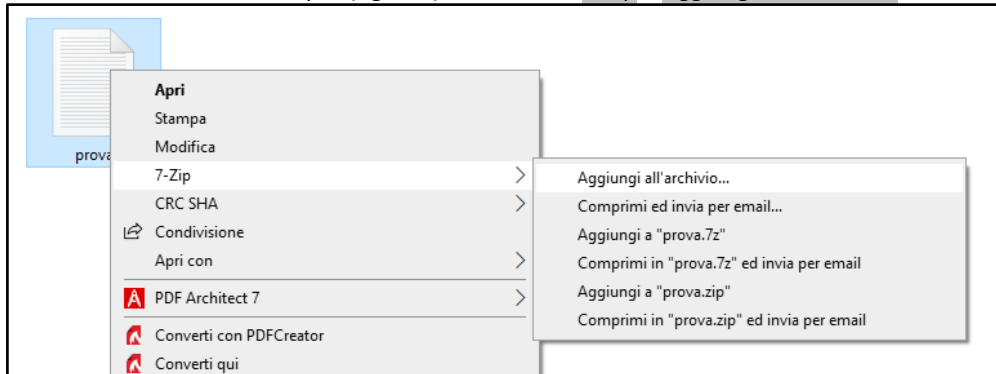 prova
Apri
Stampa
Modifica
7-Zip
CRC SHA
Condivisione
Apri con
PDF Architect 7
Converti con PDFCreator
Converti qui
Aggiungi all'archivio...
Comprimi ed invia per email...
Aggiungi a "prova.7z"
Comprimi in "prova.7z" ed invia per email
Aggiungi a "prova.zip"
Comprimi in "prova.zip" ed invia per email